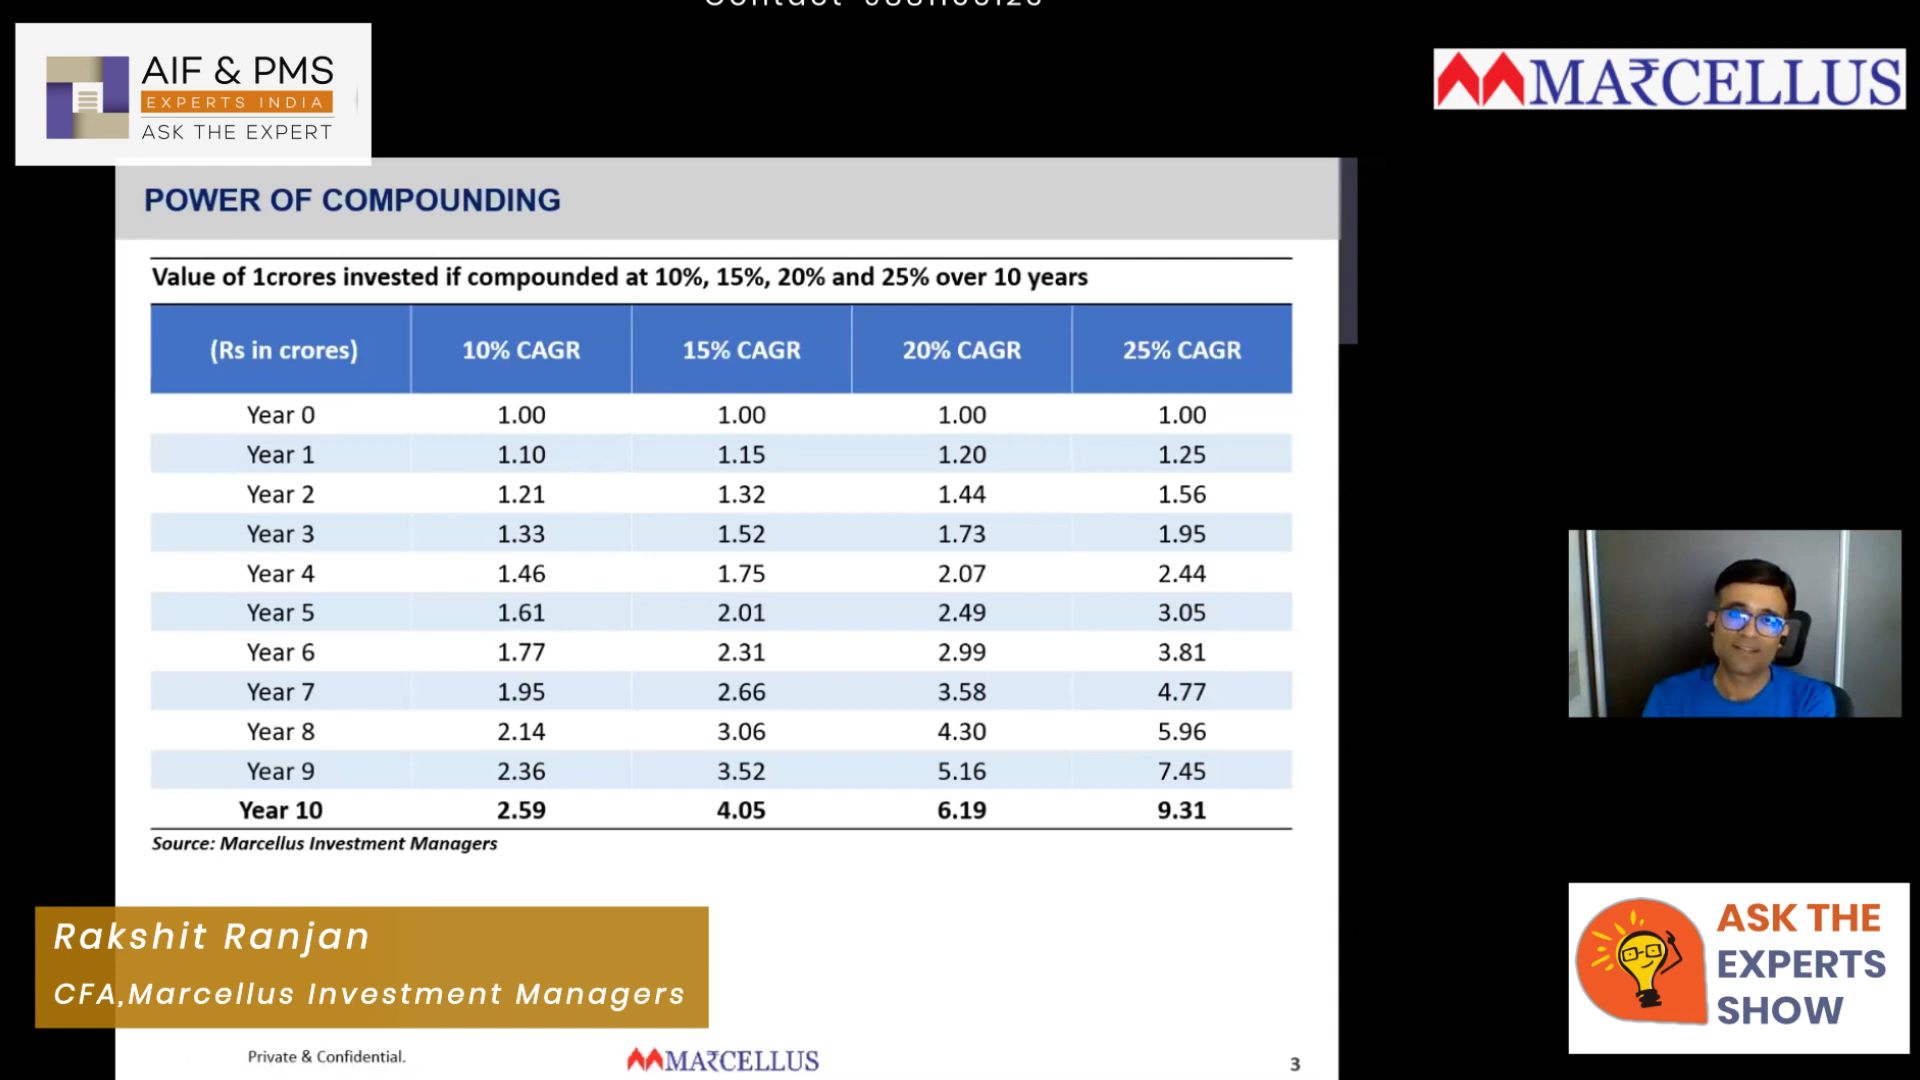 AIF & PMS
EXPERTS INDIA
ASK THE EXPERT
MARCELLUS
POWER OF COMPOUNDING
Value of 1crores invested if compounded at 10%, 15%, 20% and 25% over 10 years
(Rs in crores) 10% CAGR 15% CAGR 20% CAGR 25% CAGR
Year 0 1.00 1.00 1.00 1.00
Year 1 1.10 1.15 1.20 1.25
Year 2 1.21 1.32 1.44 1.56
Year 3 1.33 1.52 1.73 1.95
Year 4 1.46 1.75 2.07 2.44
Year 5 1.61 2.01 2.49 3.05
Year 6 1.77 2.31 2.99 3.81
Year 7 1.95 2.66 3.58 4.77
Year 8 2.14 3.06 4.30 5.96
Year 9 2.36 3.52 5.16 7.45
Year 10 2.59 4.05 6.19 9.31
Source: Marcellus Investment Managers
Rakshit Ranjan
CFA,Marcellus Investment Managers
ASK THE
EXPERTS
SHOW
Private & Confidential.
MARCELLUS
3